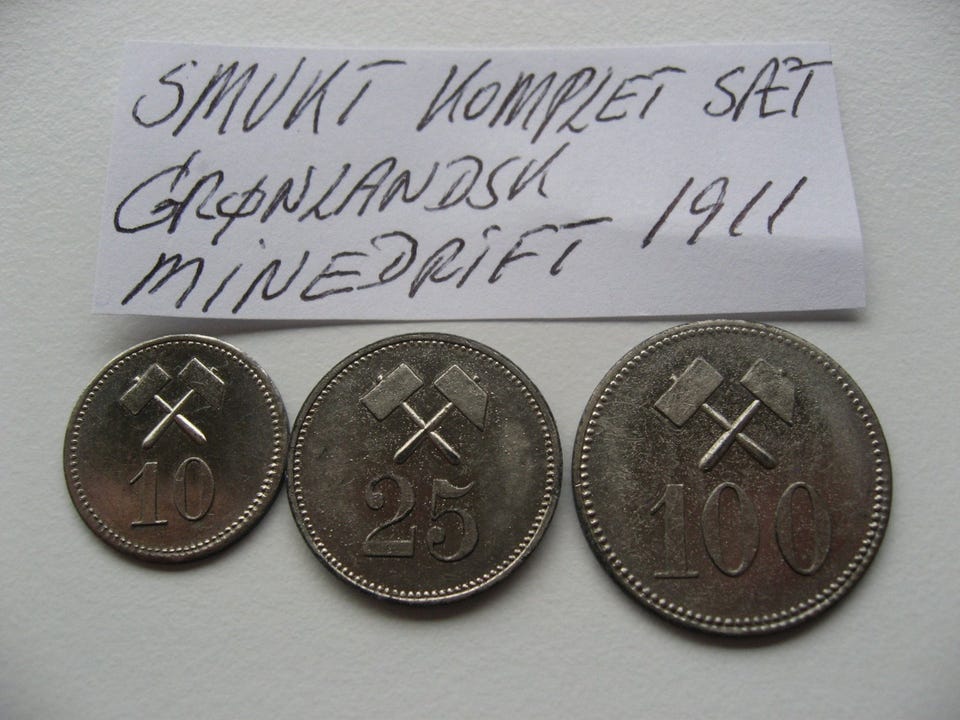 SMUKT KOMPLET SÆT
GRØNLANDSK
MINEDRIFT 1911
10
25
100